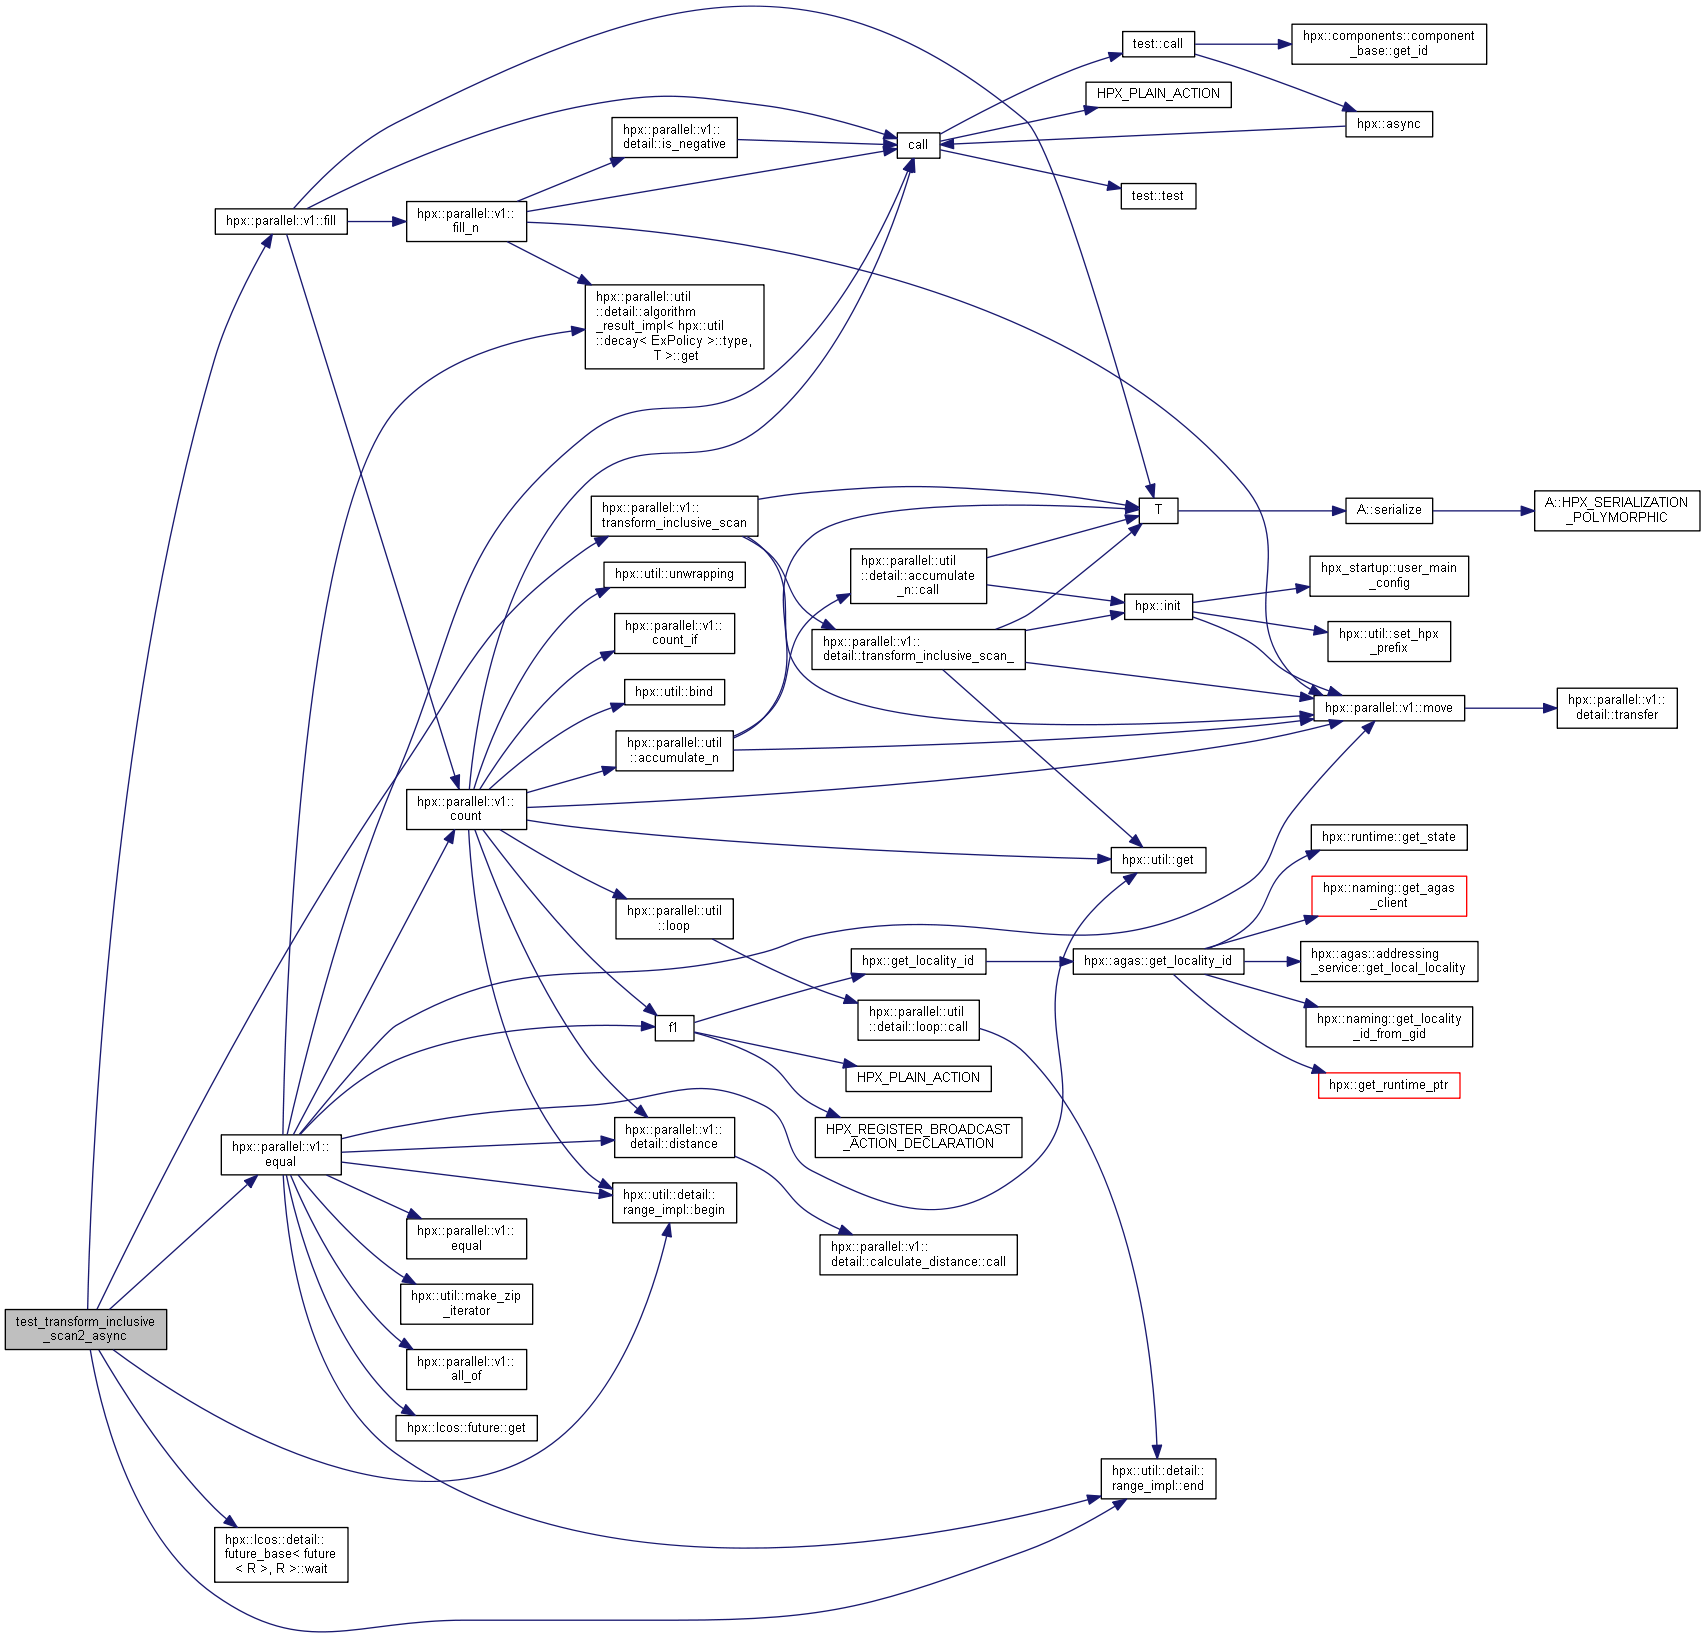 test::call
hpx::components::component
_base::get_id
HPX_PLAIN_ACTION
hpx::async
hpx::parallel::v1::
detail::is_negative
call
test::test
hpx::parallel::v1::fill
hpx::parallel::v1::
fill_n
hpx::parallel::util
::detail::algorithm
_result_impl< hpx::util
::decay< ExPolicy >::type,
T >::get
hpx::parallel::v1::
transform_inclusive_scan
T
A::serialize
A::HPX_SERIALIZATION
_POLYMORPHIC
hpx::util::unwrapping
hpx::parallel::util
::detail::accumulate
_n::call
hpx_startup::user_main
_config
hpx::init
hpx::parallel::v1::
count_if
hpx::parallel::v1::
detail::transform_inclusive_scan_
hpx::util::set_hpx
_prefix
hpx::util::bind
hpx::parallel::v1::move
hpx::parallel::v1::
detail::transfer
hpx::parallel::util
::accumulate_n
hpx::parallel::v1::
count
hpx::util::get
hpx::runtime::get_state
hpx::naming::get_agas
_client
hpx::parallel::util
::loop
hpx::get_locality_id
hpx::agas::get_locality_id
hpx::agas::addressing
_service::get_local_locality
f1
hpx::parallel::util
::detail::loop::call
hpx::naming::get_locality
_id_from_gid
HPX_PLAIN_ACTION
hpx::get_runtime_ptr
HPX_REGISTER_BROADCAST
_ACTION_DECLARATION
hpx::parallel::v1::
detail::distance
hpx::parallel::v1::
equal
hpx::util::detail::
range_impl::begin
hpx::parallel::v1::
equal
hpx::parallel::v1::
detail::calculate_distance::call
hpx::util::make_zip
_iterator
test_transform_inclusive
_scan2_async
hpx::parallel::v1::
all_of
hpx::lcos::future::get
hpx::util::detail::
range_impl::end
hpx::lcos::detail::
future_base< future
< R >, R >::wait